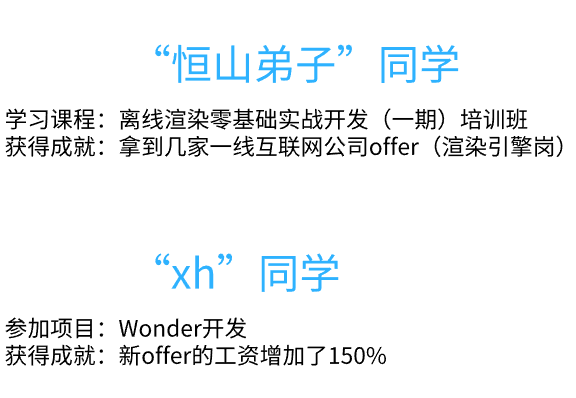 “恒山弟子”同学
学习课程：离线渲染零基础实战开发（一期）培训班
获得成就：拿到几家一线互联网公司offer（渲染引擎岗）
“xh”同学
参加项目：Wonder开发
获得成就：新offer的工资增加了150%